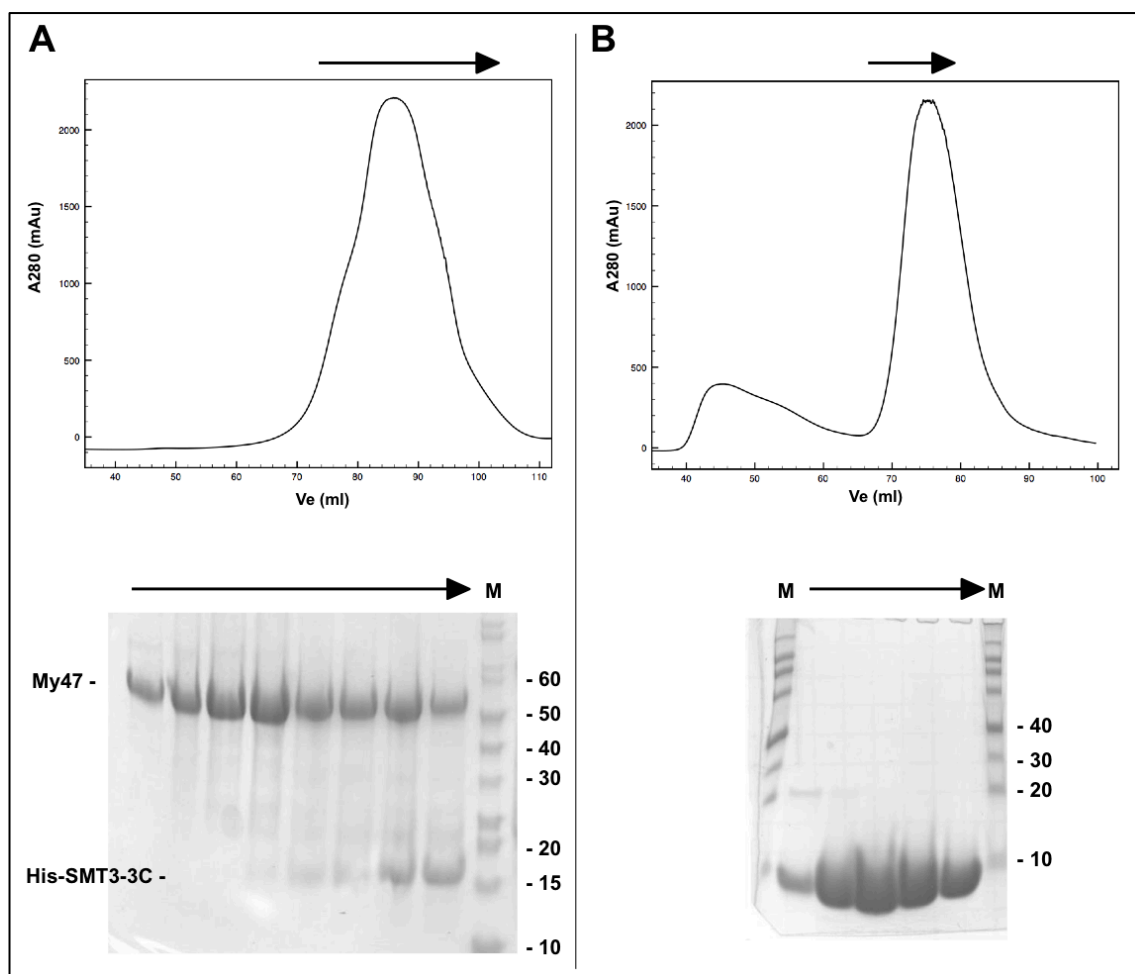 A
A280 (mAu)
2000
1500
1000
500
0
40 50 60 70 80 90 100 110
Ve (ml)
M
My47 -
- 60
- 50
- 40
- 30
- 20
His-SMT3-3C -
- 15
- 10
B
A280 (mAu)
2000
1500
1000
500
0
40 50 60 70 80 90 100
Ve (ml)
M M
- 40
- 30
- 20
- 10